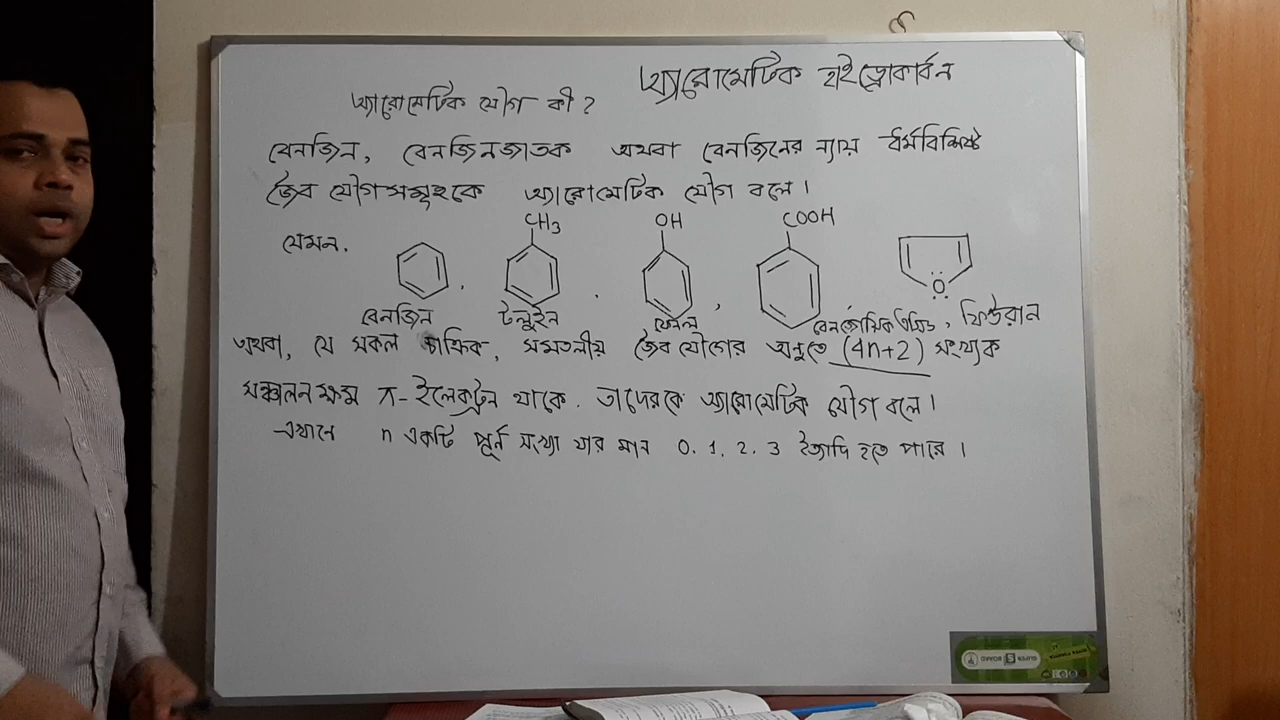 অ্যারোমেটিক হাইড্রোকার্বন
অ্যারোমেটিক যৌগ কী?
বেনজিন, বেনজিনজাতক অথবা বেনজিনের ন্যায় ধর্মবিশিষ্ট
জৈব যৌগসমূহকে অ্যারোমেটিক যৌগ বলে।
যেমন.
CH₃ OH COOH
O
বেনজিন, টলুইন, ফেনল, বেনজোয়িক এসিড, ফিউরান
অথবা, যে সকল চাক্রিক, সমতলীয় জৈব যৌগের অনুতে (4n+2) সংখ্যক
সঞ্চালনক্ষম π-ইলেকট্রন থাকে. তাদেরকে অ্যারোমেটিক যৌগ বলে।
এখানে n একটি পূর্ন সংখ্যা যার মান 0. 1. 2. 3 ইত্যাদি হতে পারে।